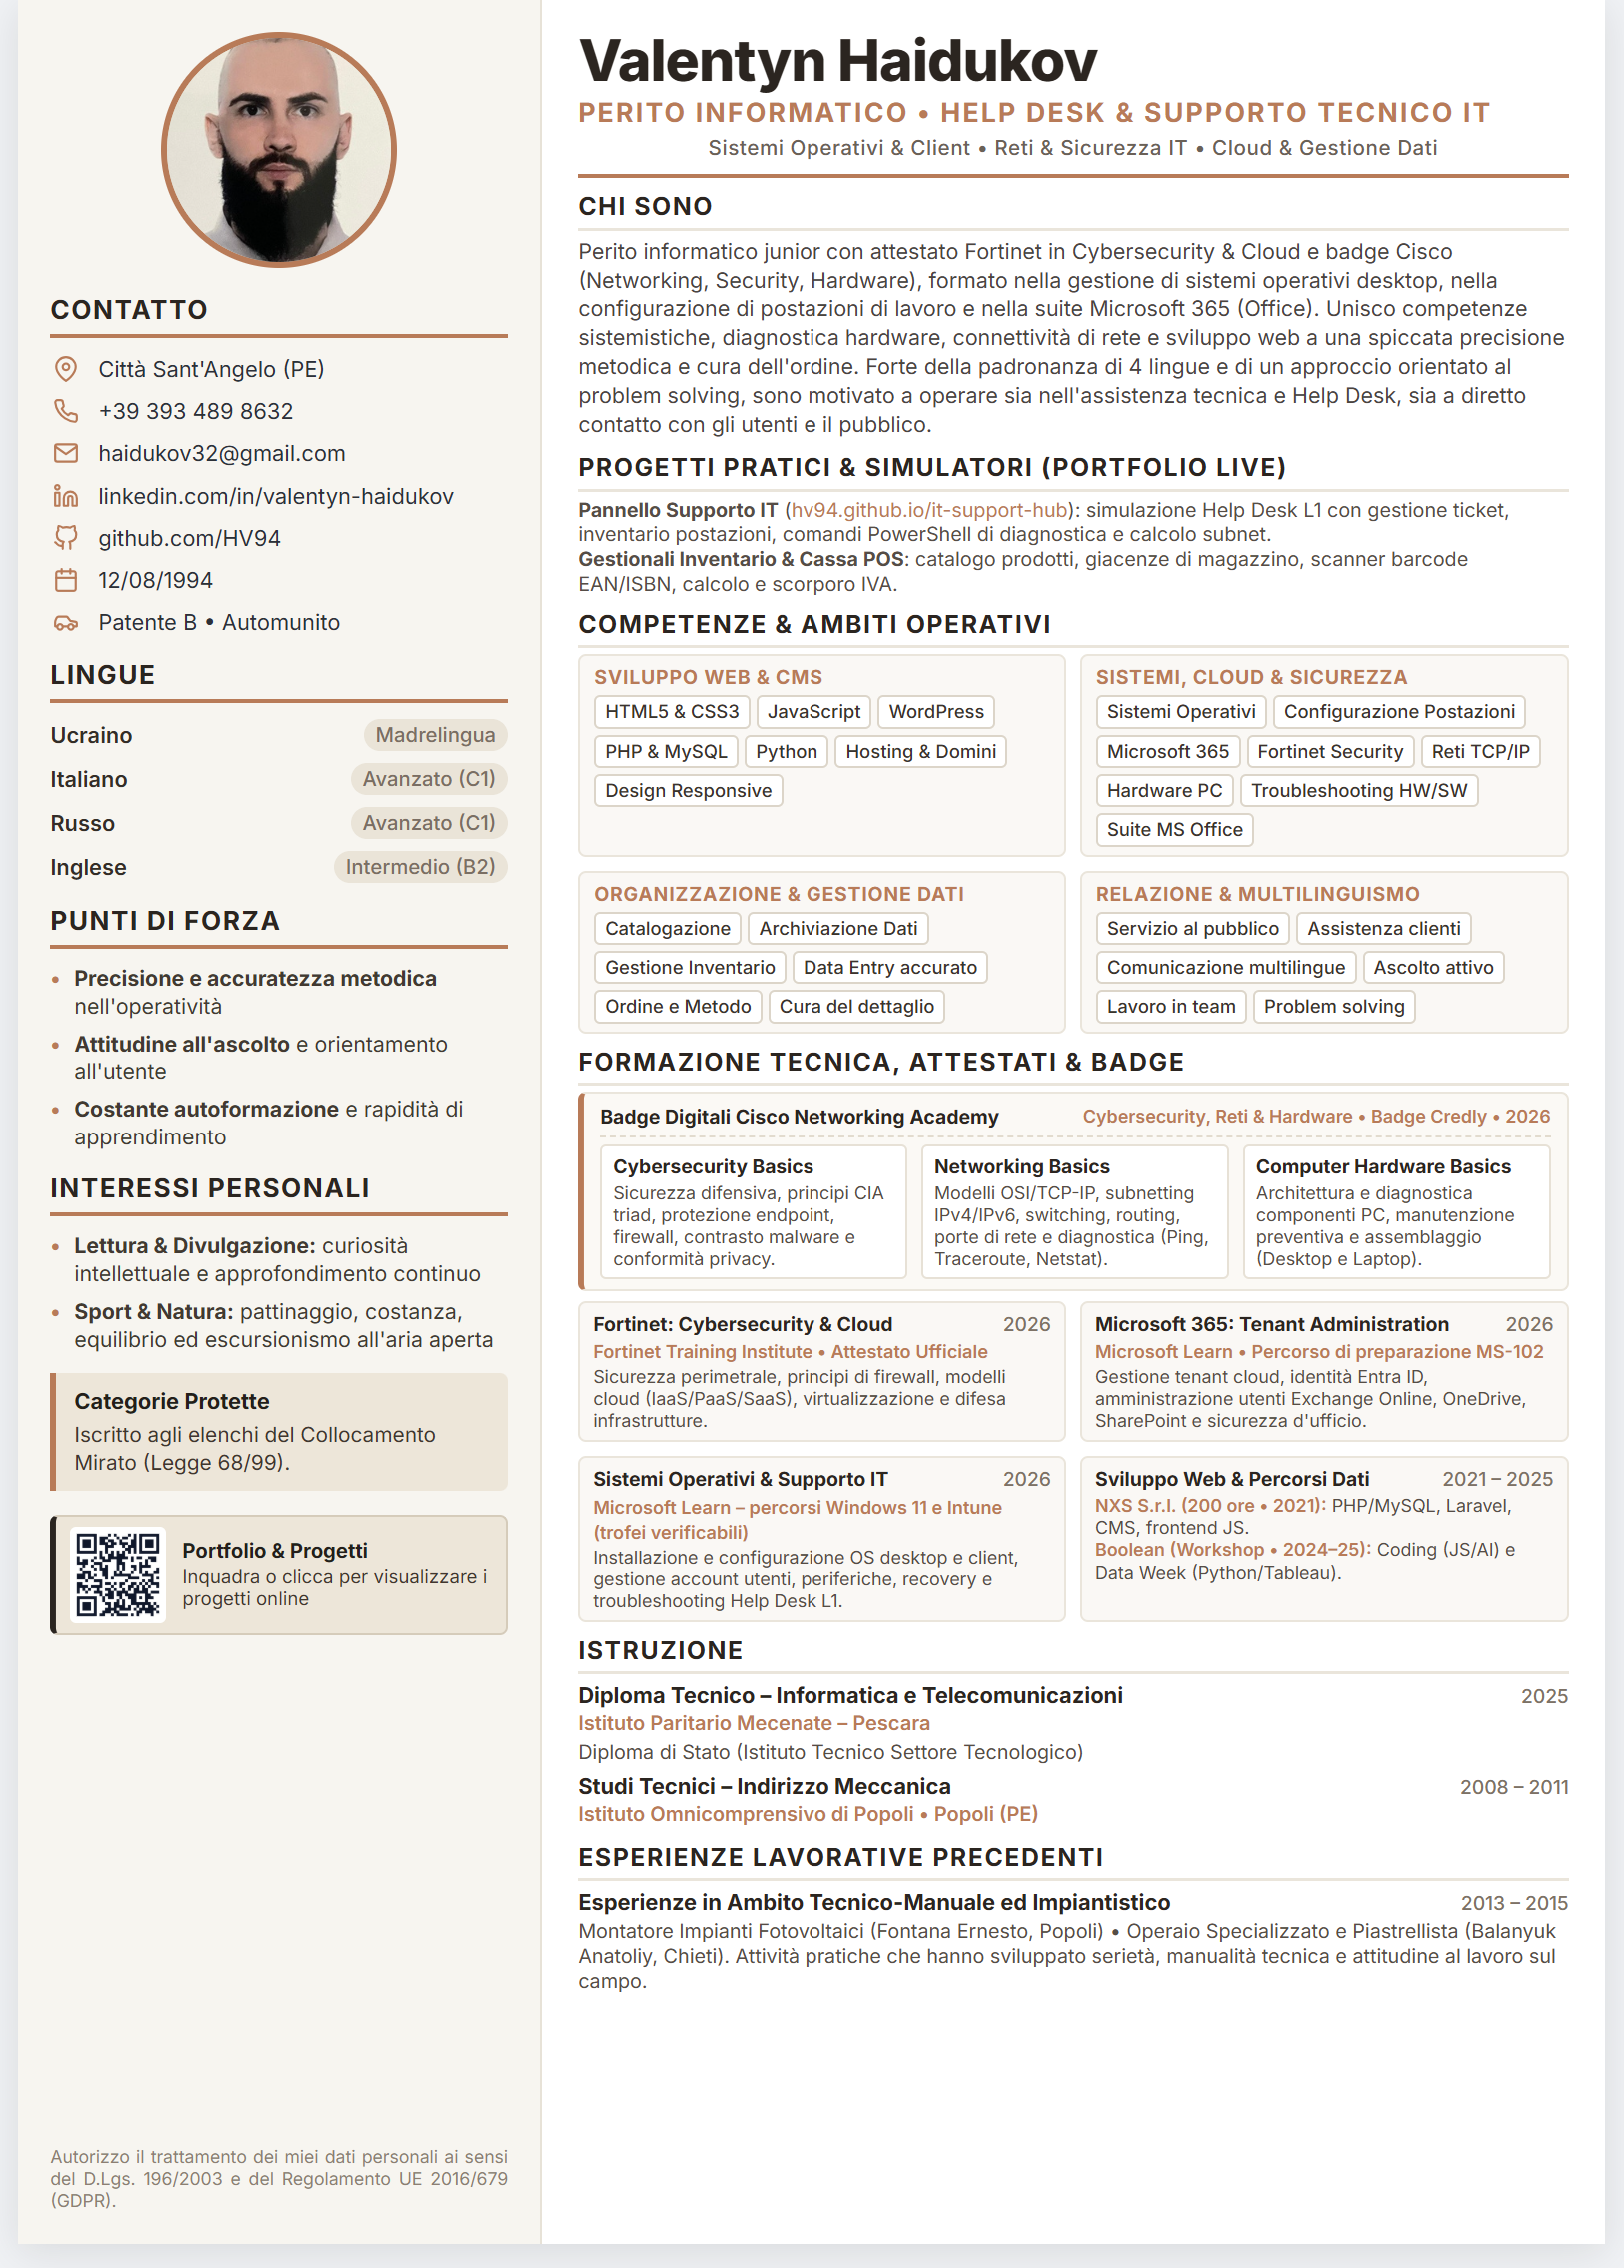 CONTATTO
Città Sant'Angelo (PE)
+39 393 489 8632
haidukov32@gmail.com
linkedin.com/in/valentyn-haidukov
github.com/HV94
12/08/1994
Patente B • Automunito
LINGUE
Ucraino Madrelingua
Italiano Avanzato (C1)
Russo Avanzato (C1)
Inglese Intermedio (B2)
PUNTI DI FORZA
• Precisione e accuratezza metodica
nell'operatività
• Attitudine all'ascolto e orientamento
all'utente
• Costante autoformazione e rapidità di
apprendimento
INTERESSI PERSONALI
• Lettura & Divulgazione: curiosità
intellettuale e approfondimento continuo
• Sport & Natura: pattinaggio, costanza,
equilibrio ed escursionismo all'aria aperta
Categorie Protette
Iscritto agli elenchi del Collocamento
Mirato (Legge 68/99).
Portfolio & Progetti
Inquadra o clicca per visualizzare i
progetti online
Autorizzo il trattamento dei miei dati personali ai sensi
del D.Lgs. 196/2003 e del Regolamento UE 2016/679
(GDPR).
Valentyn Haidukov
PERITO INFORMATICO • HELP DESK & SUPPORTO TECNICO IT
Sistemi Operativi & Client • Reti & Sicurezza IT • Cloud & Gestione Dati
CHI SONO
Perito informatico junior con attestato Fortinet in Cybersecurity & Cloud e badge Cisco
(Networking, Security, Hardware), formato nella gestione di sistemi operativi desktop, nella
configurazione di postazioni di lavoro e nella suite Microsoft 365 (Office). Unisco competenze
sistemistiche, diagnostica hardware, connettività di rete e sviluppo web a una spiccata precisione
metodica e cura dell'ordine. Forte della padronanza di 4 lingue e di un approccio orientato al
problem solving, sono motivato a operare sia nell'assistenza tecnica e Help Desk, sia a diretto
contatto con gli utenti e il pubblico.
PROGETTI PRATICI & SIMULATORI (PORTFOLIO LIVE)
Pannello Supporto IT (hv94.github.io/it-support-hub): simulazione Help Desk L1 con gestione ticket,
inventario postazioni, comandi PowerShell di diagnostica e calcolo subnet.
Gestionali Inventario & Cassa POS: catalogo prodotti, giacenze di magazzino, scanner barcode
EAN/ISBN, calcolo e scorporo IVA.
COMPETENZE & AMBITI OPERATIVI
SVILUPPO WEB & CMS
HTML5 & CSS3 JavaScript WordPress
PHP & MySQL Python Hosting & Domini
Design Responsive
SISTEMI, CLOUD & SICUREZZA
Sistemi Operativi Configurazione Postazioni
Microsoft 365 Fortinet Security Reti TCP/IP
Hardware PC Troubleshooting HW/SW
Suite MS Office
ORGANIZZAZIONE & GESTIONE DATI
Catalogazione Archiviazione Dati
Gestione Inventario Data Entry accurato
Ordine e Metodo Cura del dettaglio
RELAZIONE & MULTILINGUISMO
Servizio al pubblico Assistenza clienti
Comunicazione multilingue Ascolto attivo
Lavoro in team Problem solving
FORMAZIONE TECNICA, ATTESTATI & BADGE
Badge Digitali Cisco Networking Academy Cybersecurity, Reti & Hardware • Badge Credly • 2026
Cybersecurity Basics
Sicurezza difensiva, principi CIA
triad, protezione endpoint,
firewall, contrasto malware e
conformità privacy.
Networking Basics
Modelli OSI/TCP-IP, subnetting
IPv4/IPv6, switching, routing,
porte di rete e diagnostica (Ping,
Traceroute, Netstat).
Computer Hardware Basics
Architettura e diagnostica
componenti PC, manutenzione
preventiva e assemblaggio
(Desktop e Laptop).
Fortinet: Cybersecurity & Cloud 2026
Fortinet Training Institute • Attestato Ufficiale
Sicurezza perimetrale, principi di firewall, modelli
cloud (IaaS/PaaS/SaaS), virtualizzazione e difesa
infrastrutture.
Microsoft 365: Tenant Administration 2026
Microsoft Learn • Percorso di preparazione MS-102
Gestione tenant cloud, identità Entra ID,
amministrazione utenti Exchange Online, OneDrive,
SharePoint e sicurezza d'ufficio.
Sistemi Operativi & Supporto IT 2026
Microsoft Learn – percorsi Windows 11 e Intune
(trofei verificabili)
Installazione e configurazione OS desktop e client,
gestione account utenti, periferiche, recovery e
troubleshooting Help Desk L1.
Sviluppo Web & Percorsi Dati 2021 – 2025
NXS S.r.l. (200 ore • 2021): PHP/MySQL, Laravel,
CMS, frontend JS.
Boolean (Workshop • 2024–25): Coding (JS/AI) e
Data Week (Python/Tableau).
ISTRUZIONE
Diploma Tecnico – Informatica e Telecomunicazioni 2025
Istituto Paritario Mecenate – Pescara
Diploma di Stato (Istituto Tecnico Settore Tecnologico)
Studi Tecnici – Indirizzo Meccanica 2008 – 2011
Istituto Omnicomprensivo di Popoli • Popoli (PE)
ESPERIENZE LAVORATIVE PRECEDENTI
Esperienze in Ambito Tecnico-Manuale ed Impiantistico 2013 – 2015
Montatore Impianti Fotovoltaici (Fontana Ernesto, Popoli) • Operaio Specializzato e Piastrellista (Balanyuk
Anatoliy, Chieti). Attività pratiche che hanno sviluppato serietà, manualità tecnica e attitudine al lavoro sul
campo.